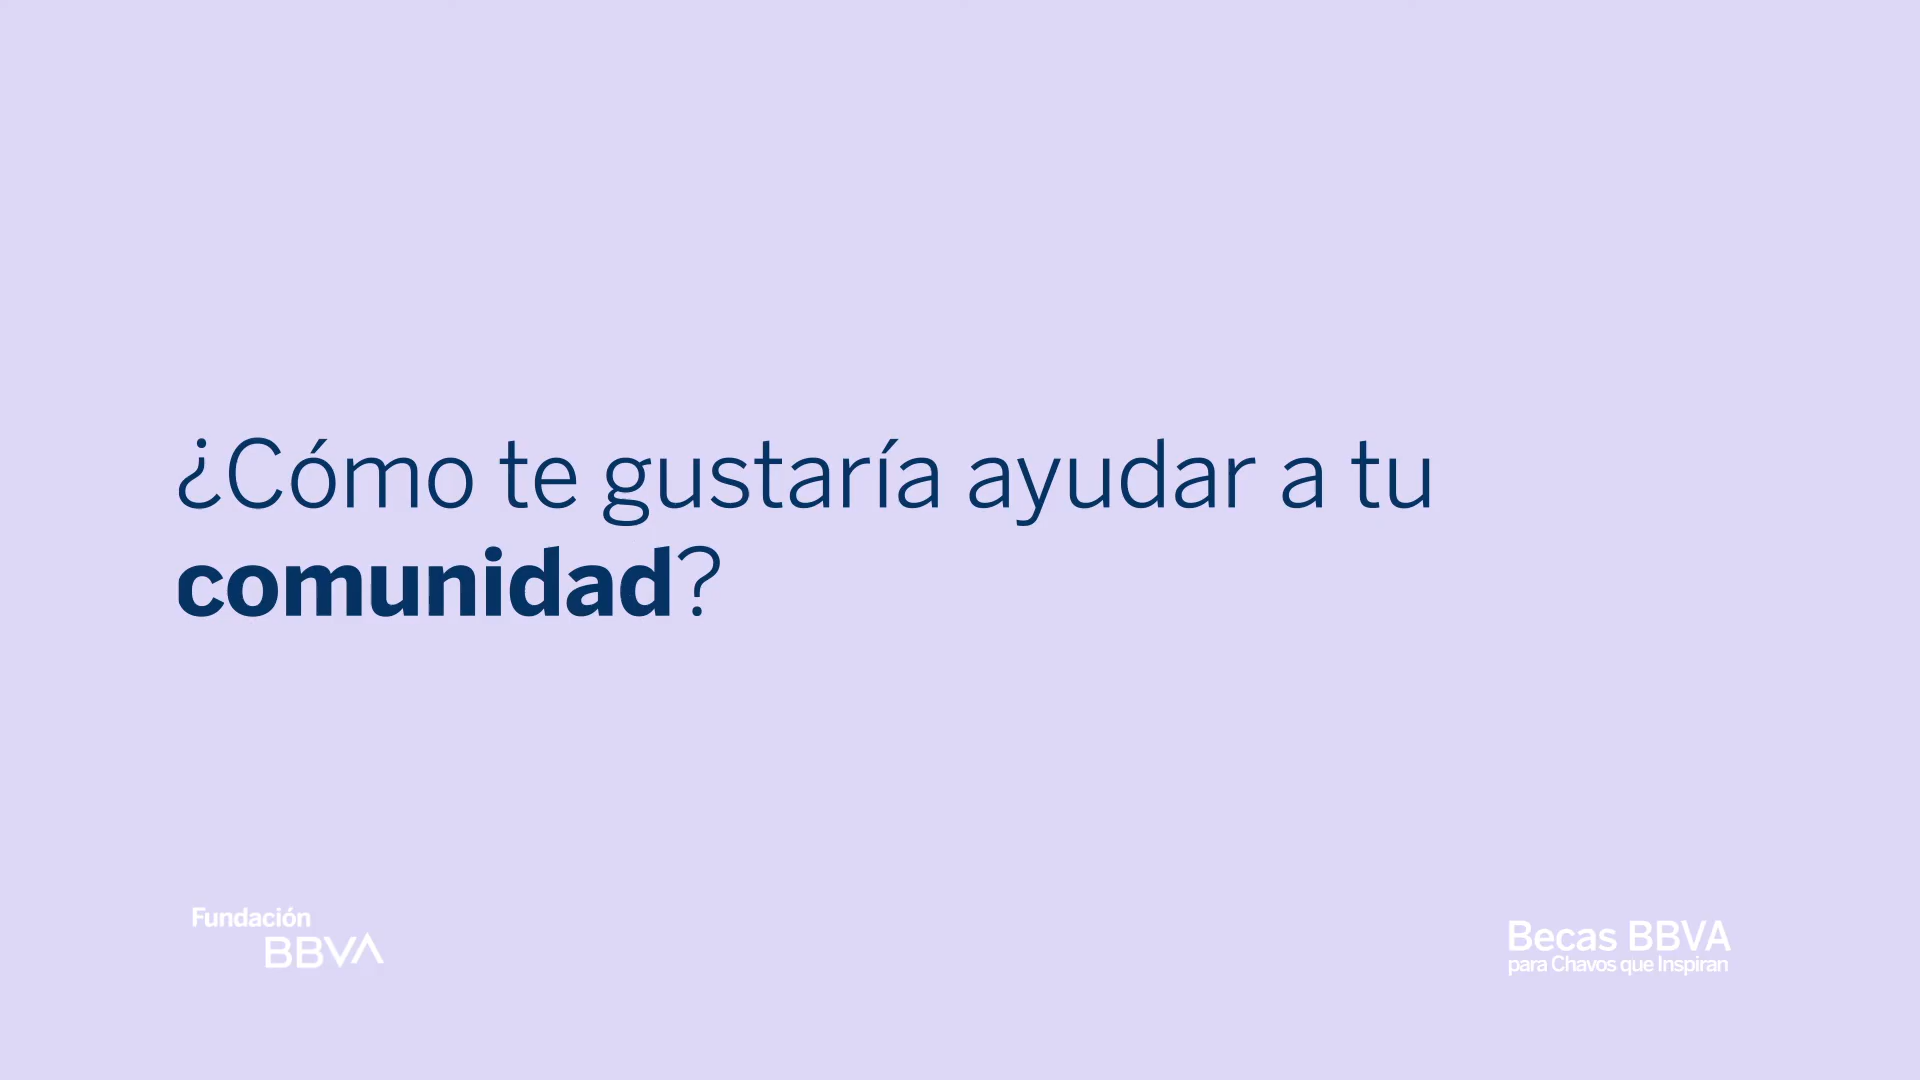 ¿Cómo te gustaría ayudar a tu
comunidad?
Fundación
BBVA
Becas BBVA
para Chavos que Inspiran